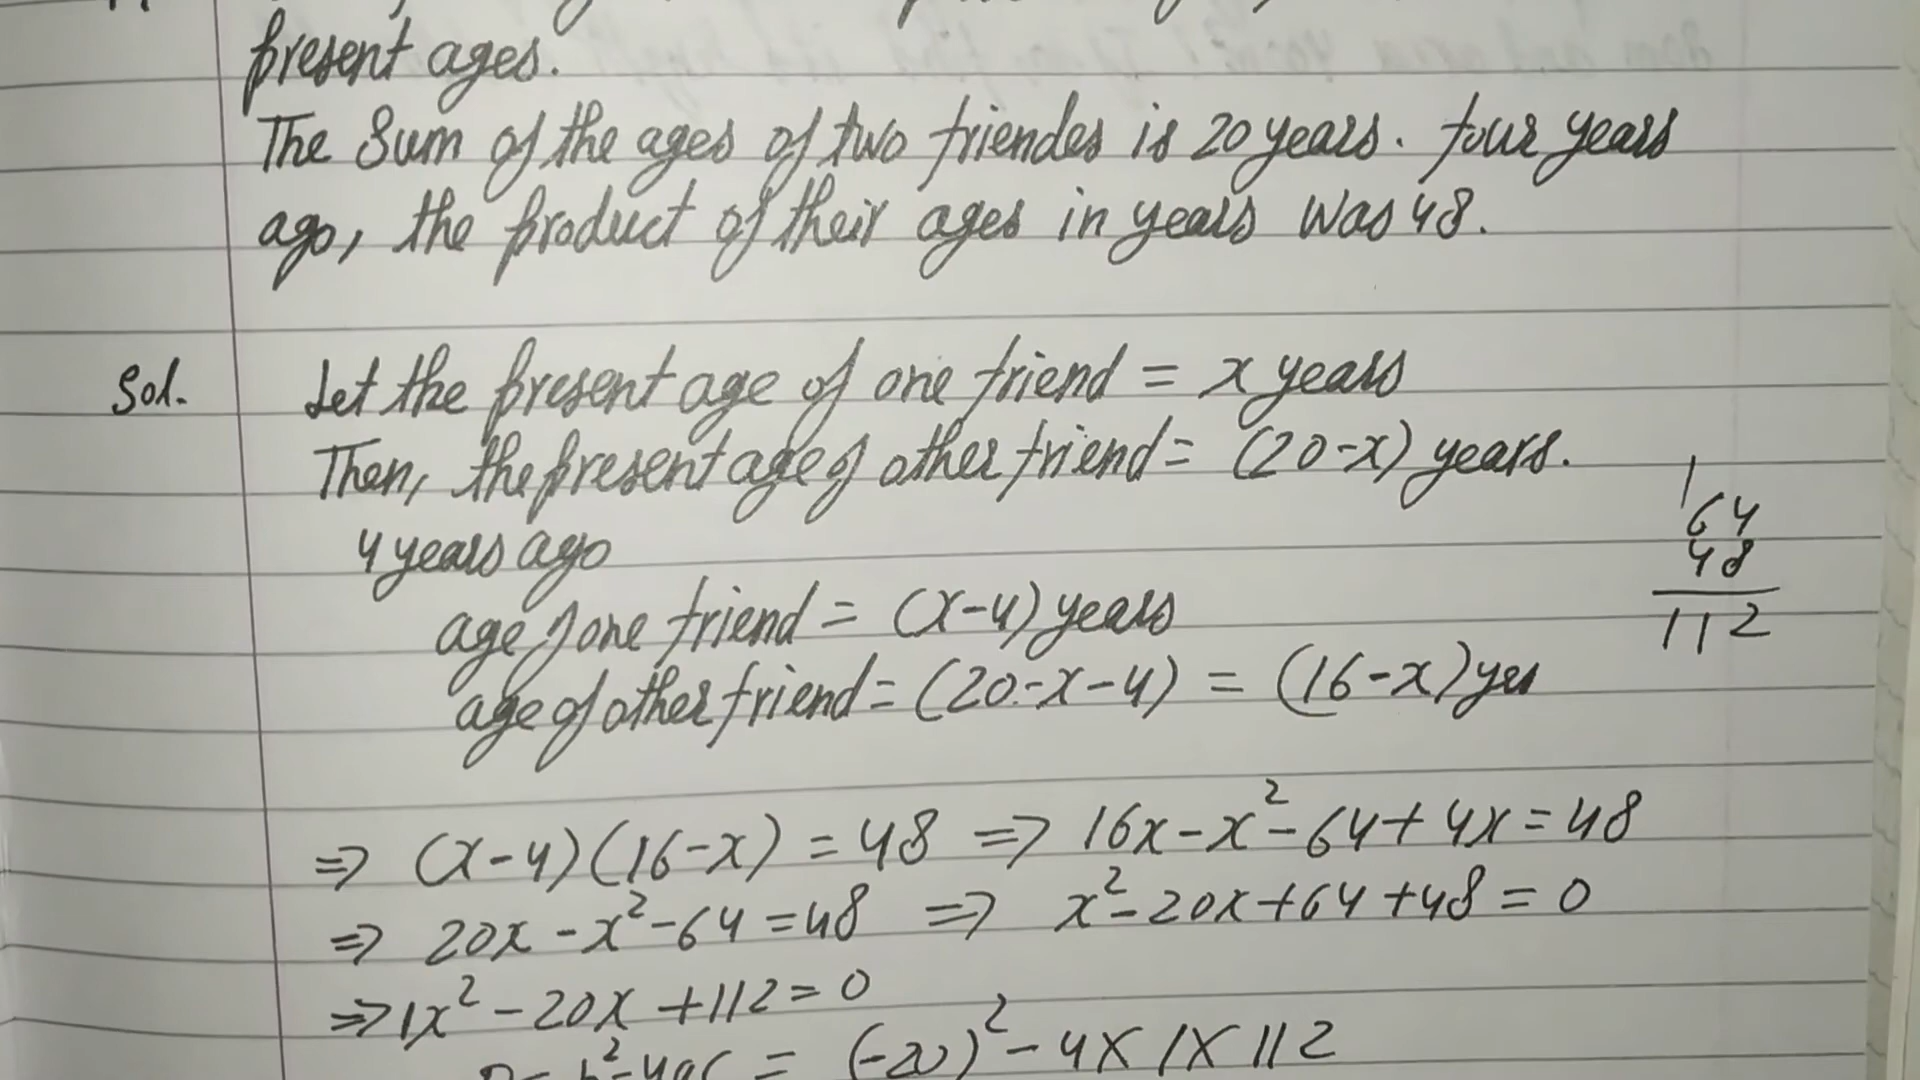 present ages.
The Sum of the ages of two friendes is 20 years. four years
ago, the product of their ages in years was 48.
Sol. Let the present age of one friend = x years
Then, the present age of other friend = (20-x) years.
4 years ago
age of one friend = (x-4) years
age of other friend = (20-x-4) = (16-x) yes
1
64
48
112
⇒ (x-4)(16-x) = 48 ⇒ 16x-x²-64+4x=48
⇒ 20x-x²-64=48 ⇒ x²-20x+64+48=0
⇒ 1x²-20x+112=0
D = b²-4ac = (-20)²-4×1×112